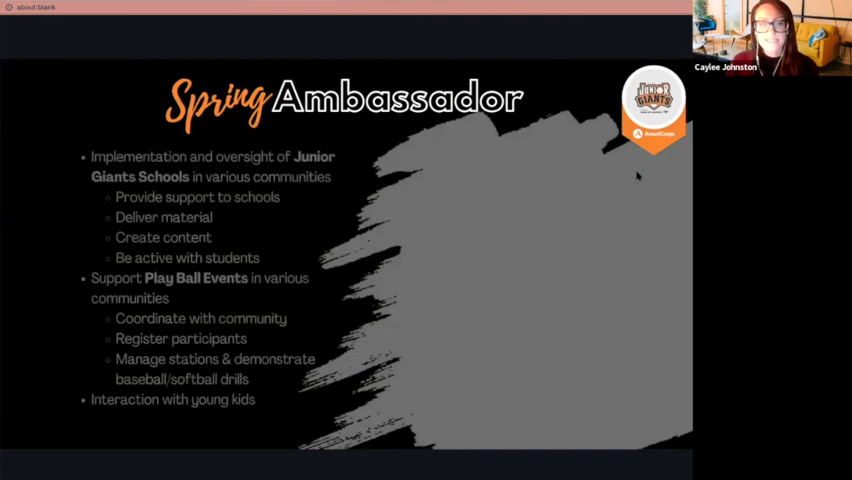 about:blank
Caylee Johnston
Spring Ambassador
JUNIOR
GIANTS
AmeriCorps
Implementation and oversight of Junior
Giants Schools in various communities
Provide support to schools
Deliver material
Create content
Be active with students
Support Play Ball Events in various
communities
Coordinate with community
Register participants
Manage stations & demonstrate
baseball/softball drills
Interaction with young kids